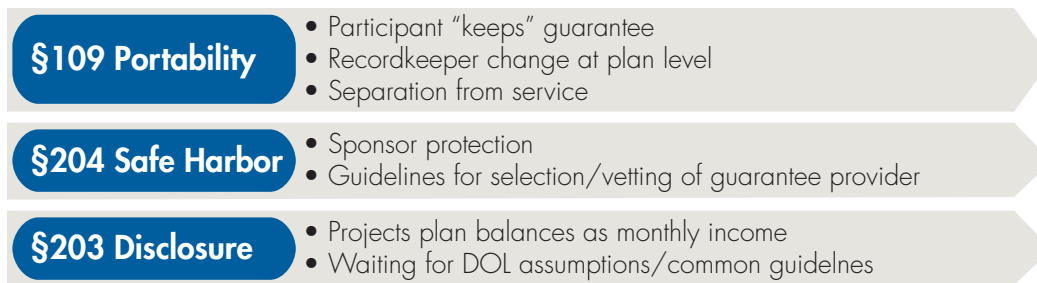 §109 Portability
• Participant “keeps” guarantee
• Recordkeeper change at plan level
• Separation from service
§204 Safe Harbor
• Sponsor protection
• Guidelines for selection/vetting of guarantee provider
§203 Disclosure
• Projects plan balances as monthly income
• Waiting for DOL assumptions/common guidelnes